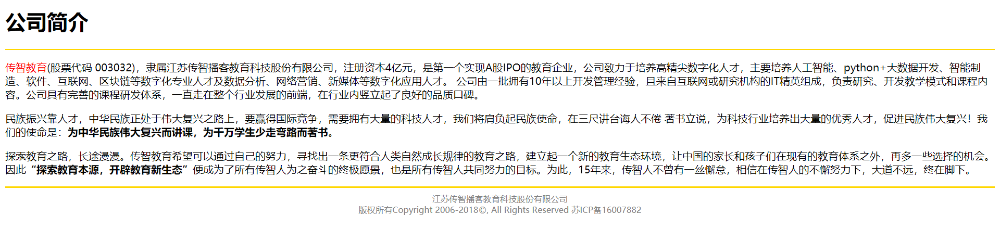 公司简介
传智教育(股票代码 003032)，隶属江苏传智播客教育科技股份有限公司，注册资本4亿元，是第一个实现A股IPO的教育企业，公司致力于培养高精尖数字化人才，主要培养人工智能、python+大数据开发、智能制
造、软件、互联网、区块链等数字化专业人才及数据分析、网络营销、新媒体等数字化应用人才。 公司由一批拥有10年以上开发管理经验，且来自互联网或研究机构的IT精英组成，负责研究、开发教学模式和课程内
容。公司具有完善的课程研发体系，一直走在整个行业发展的前端，在行业内竖立起了良好的品质口碑。
民族振兴靠人才，中华民族正处于伟大复兴之路上，要赢得国际竞争，需要拥有大量的科技人才，我们将肩负起民族使命，在三尺讲台诲人不倦 著书立说，为科技行业培养出大量的优秀人才，促进民族伟大复兴！我
们的使命是：为中华民族伟大复兴而讲课，为千万学生少走弯路而著书。
探索教育之路，长途漫漫。传智教育希望可以通过自己的努力，寻找出一条更符合人类自然成长规律的教育之路，建立起一个新的教育生态环境，让中国的家长和孩子们在现有的教育体系之外，再多一些选择的机会。
因此“探索教育本源，开辟教育新生态”便成为了所有传智人为之奋斗的终极愿景，也是所有传智人共同努力的目标。为此，15年来，传智人不曾有一丝懈怠，相信在传智人的不懈努力下，大道不远，终在脚下。
江苏传智播客教育科技股份有限公司
版权所有Copyright 2006-2018©, All Rights Reserved 苏ICP备16007882